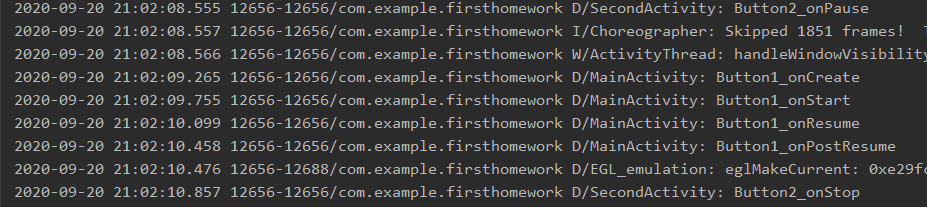 2020-09-20 21:02:08.555 12656-12656/com.example.firsthomework D/SecondActivity: Button2_onPause
2020-09-20 21:02:08.557 12656-12656/com.example.firsthomework I/Choreographer: Skipped 1851 frames!
2020-09-20 21:02:08.566 12656-12656/com.example.firsthomework W/ActivityThread: handleWindowVisibility
2020-09-20 21:02:09.265 12656-12656/com.example.firsthomework D/MainActivity: Button1_onCreate
2020-09-20 21:02:09.755 12656-12656/com.example.firsthomework D/MainActivity: Button1_onStart
2020-09-20 21:02:10.099 12656-12656/com.example.firsthomework D/MainActivity: Button1_onResume
2020-09-20 21:02:10.458 12656-12656/com.example.firsthomework D/MainActivity: Button1_onPostResume
2020-09-20 21:02:10.476 12656-12688/com.example.firsthomework D/EGL_emulation: eglMakeCurrent: 0xe29f
2020-09-20 21:02:10.857 12656-12656/com.example.firsthomework D/SecondActivity: Button2_onStop